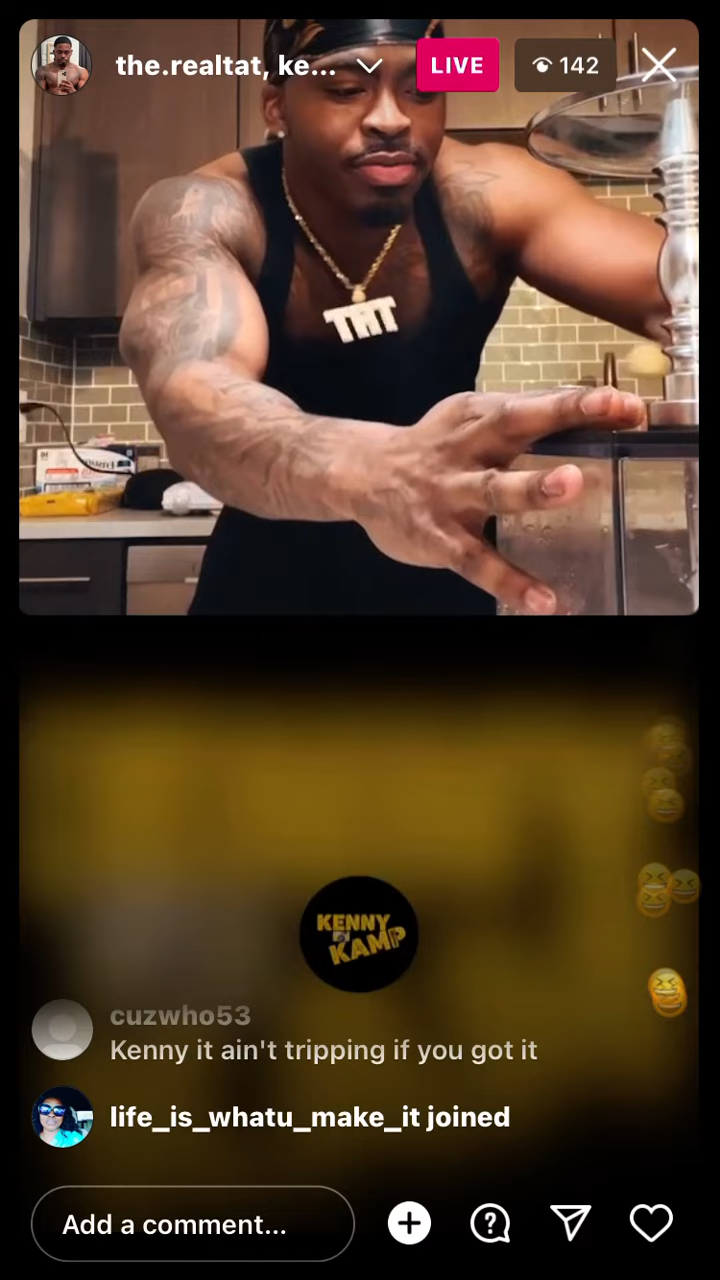 the.realtat, ke...
LIVE
142
TNT
KENNY
KAMP
cuzwho53
Kenny it ain't tripping if you got it
life_is_whatu_make_it joined
Add a comment...